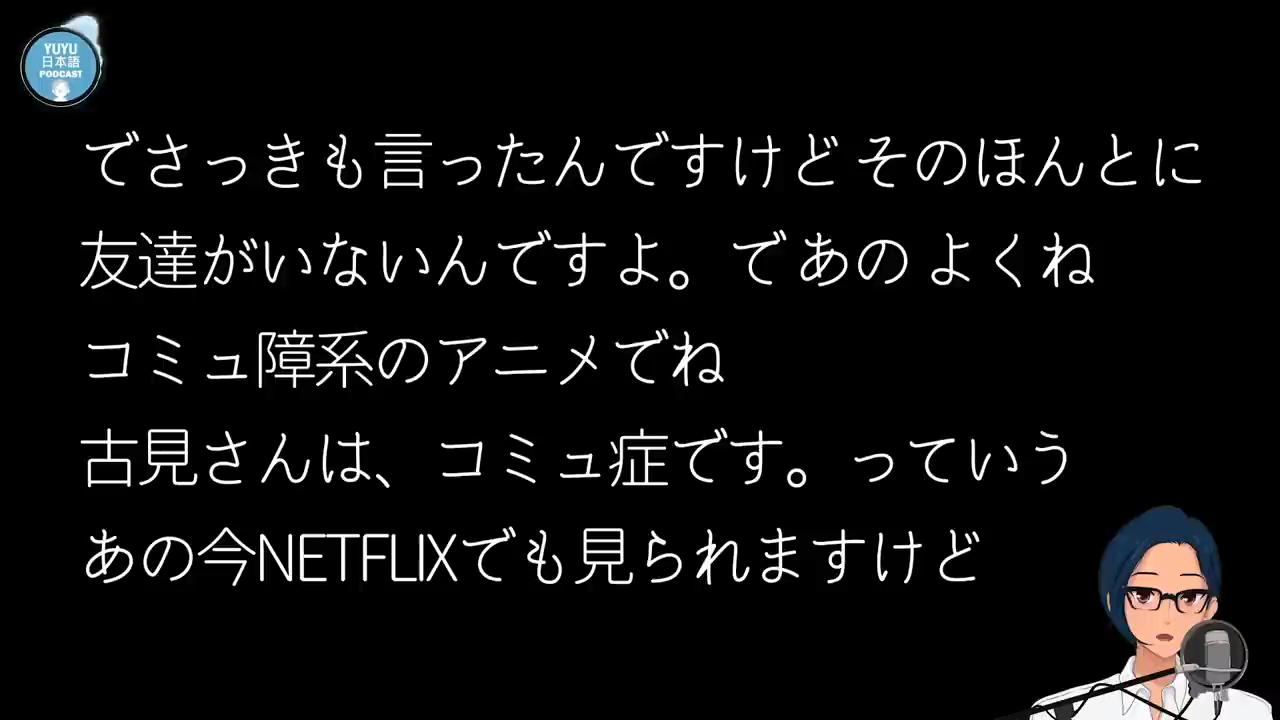 YUYU
日本語
PODCAST
でさっきも言ったんですけど そのほんとに
友達がいないんですよ。で あの よくね
コミュ障系のアニメでね
古見さんは、コミュ症です。っていう
あの今NETFLIXでも見られますけど